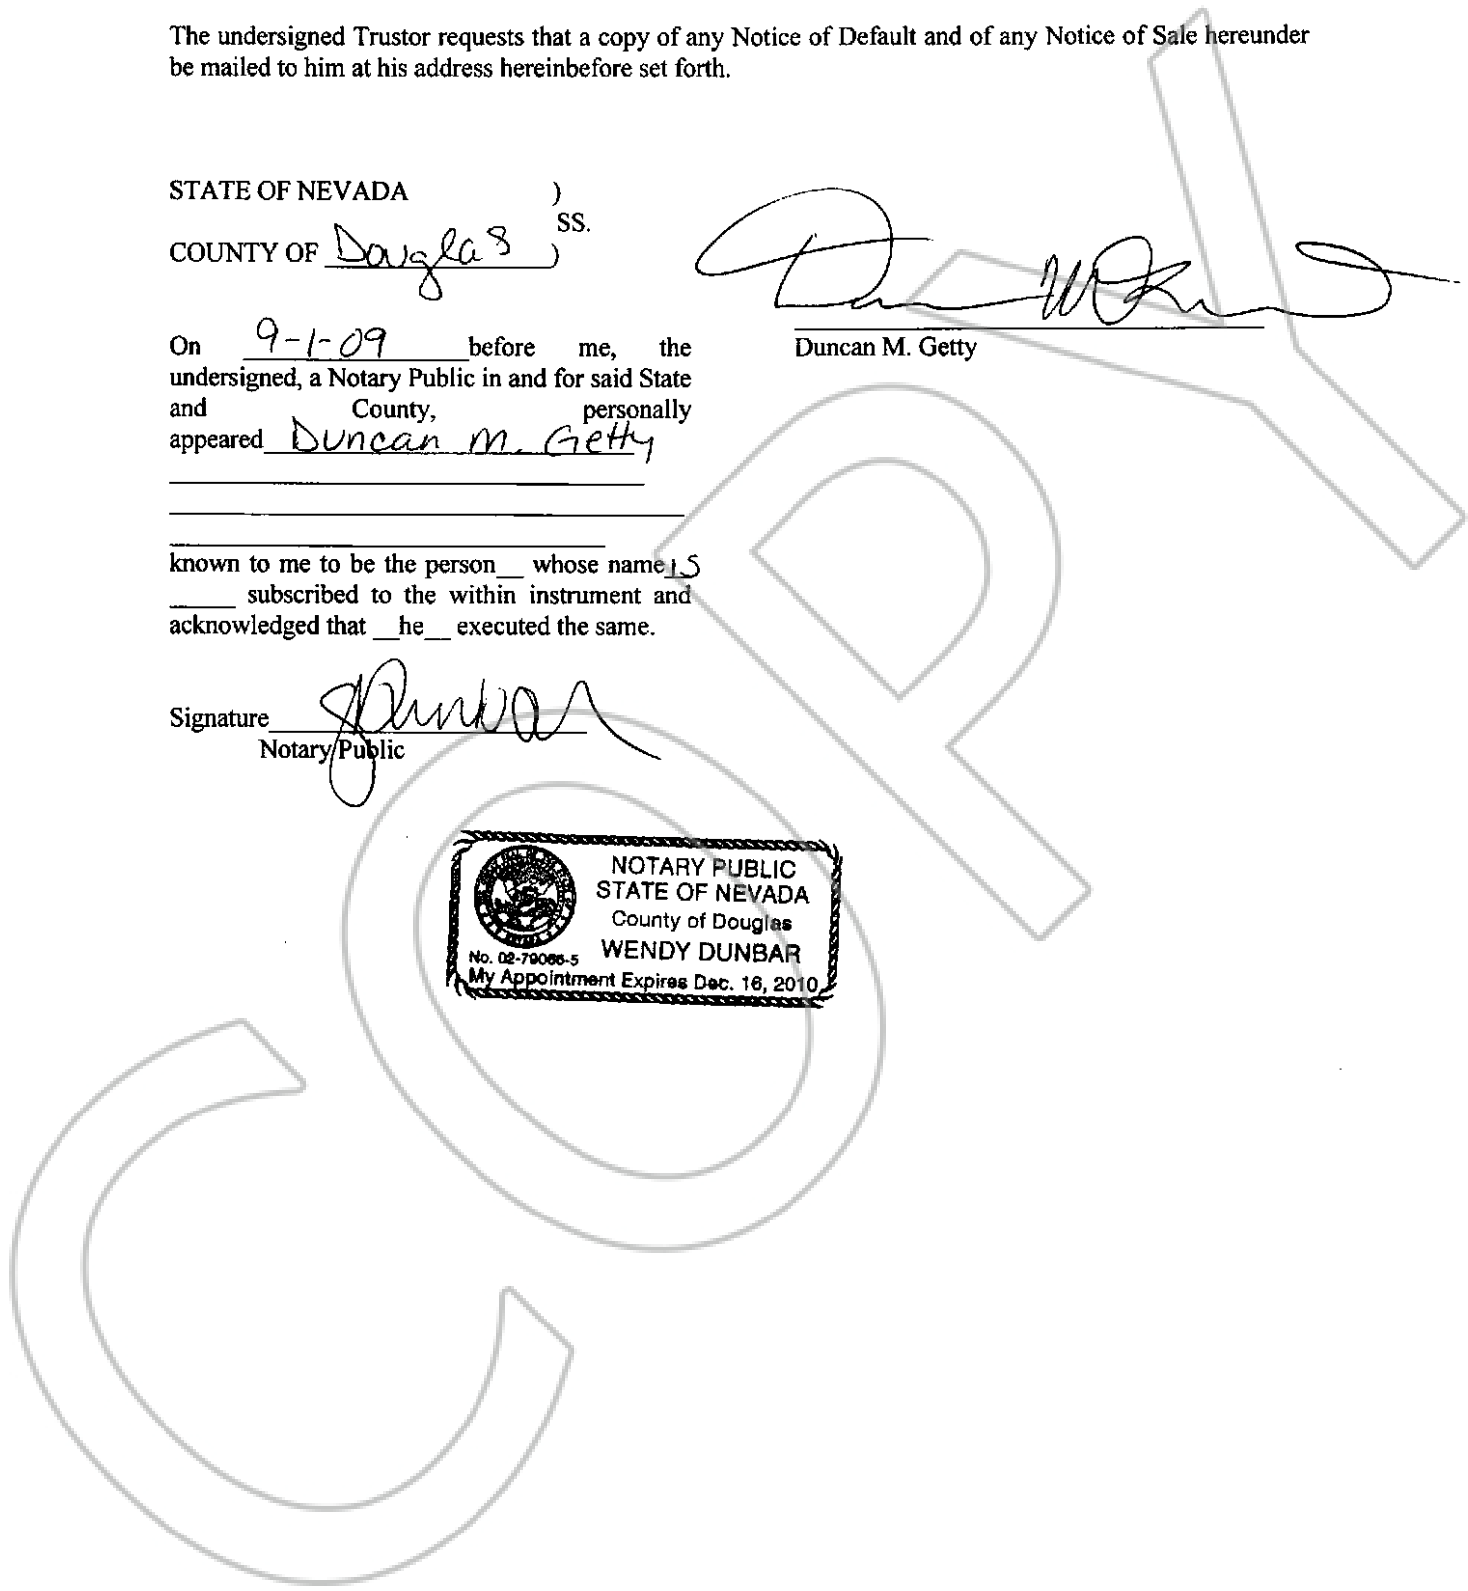 The undersigned Trustor requests that a copy of any Notice of Default and of any Notice of Sale hereunder
be mailed to him at his address hereinbefore set forth.
STATE OF NEVADA )
SS.
COUNTY OF Douglas )
On 9-1-09 before me, the
undersigned, a Notary Public in and for said State
and County, personally
appeared Duncan M. Getty
known to me to be the person__ whose name is
_____ subscribed to the within instrument and
acknowledged that __he__ executed the same.
Duncan M. Getty
Signature
Notary Public
NOTARY PUBLIC
STATE OF NEVADA
County of Douglas
WENDY DUNBAR
No. 02-79066-5
My Appointment Expires Dec. 16, 2010
COPY